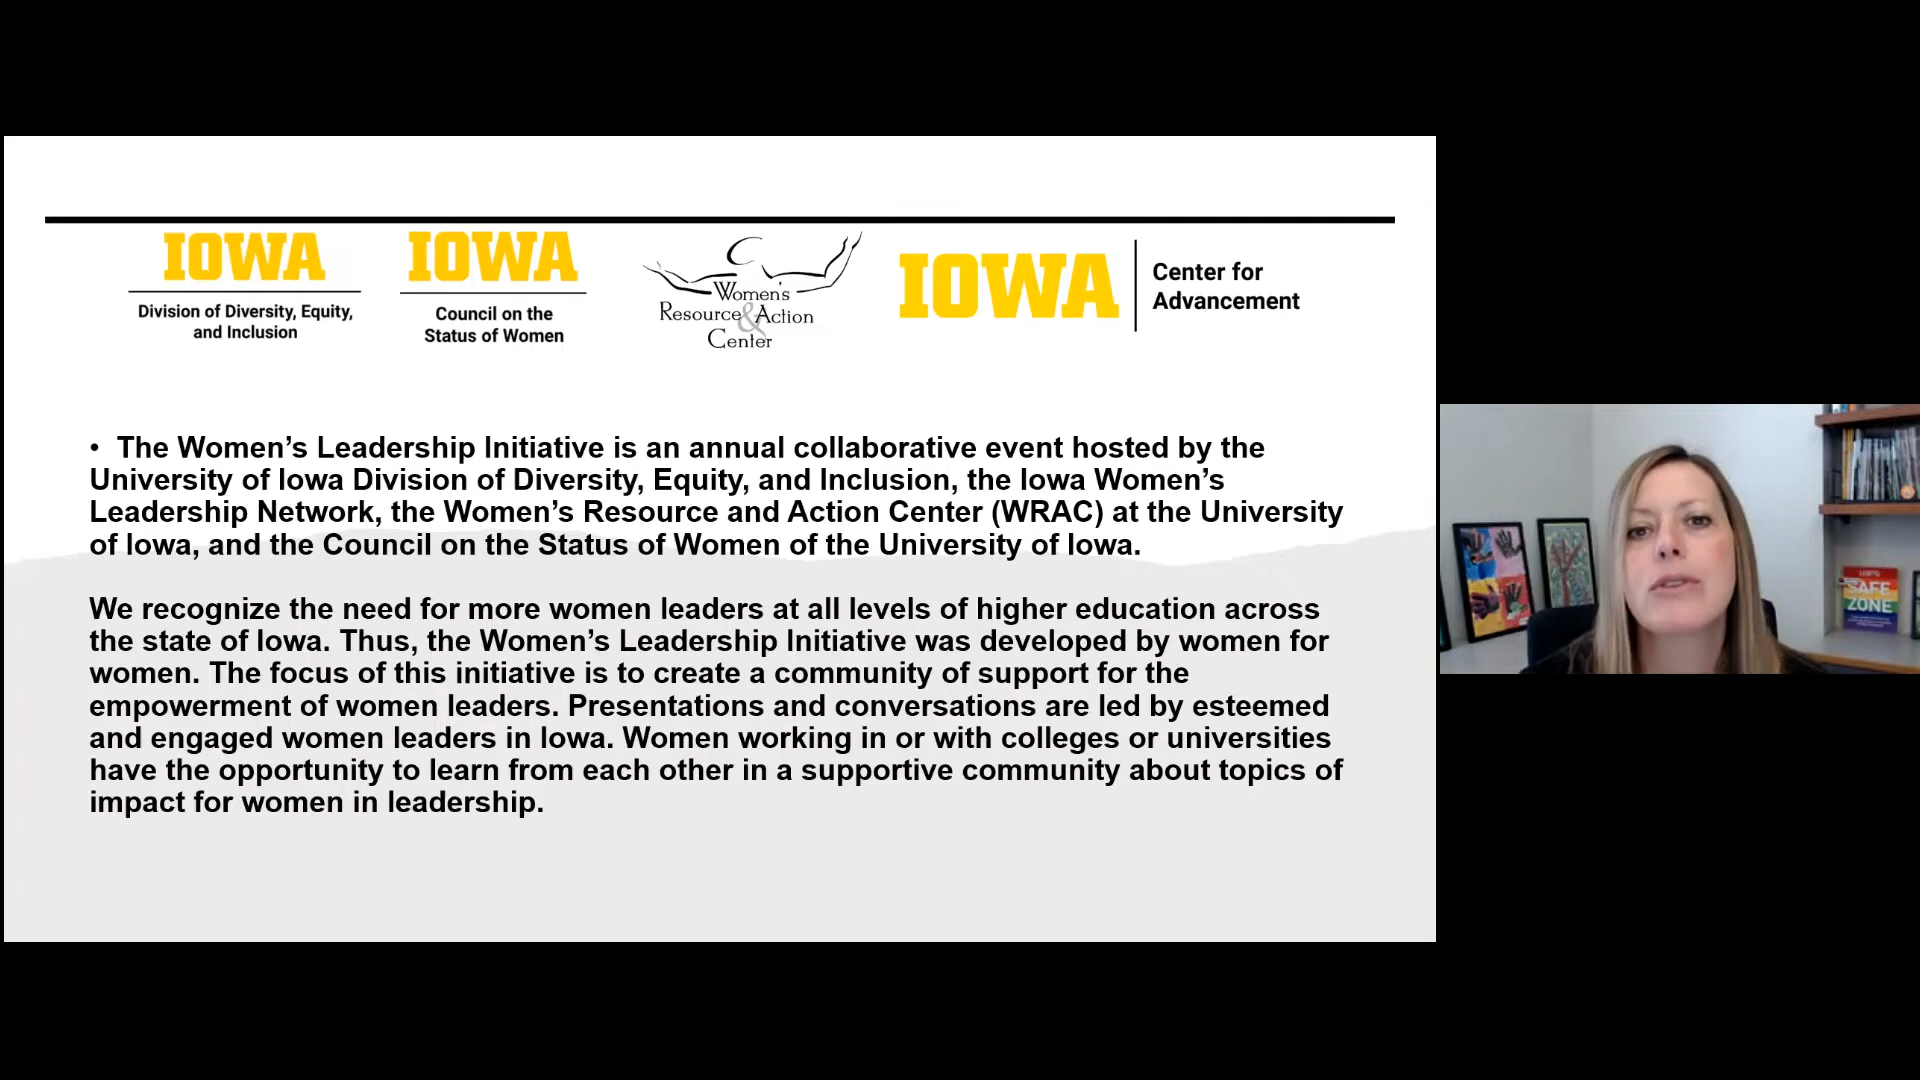 IOWA
Division of Diversity, Equity,
and Inclusion
IOWA
Council on the
Status of Women
Women's
Resource & Action
Center
IOWA
Center for
Advancement
• The Women’s Leadership Initiative is an annual collaborative event hosted by the
University of Iowa Division of Diversity, Equity, and Inclusion, the Iowa Women’s
Leadership Network, the Women’s Resource and Action Center (WRAC) at the University
of Iowa, and the Council on the Status of Women of the University of Iowa.
We recognize the need for more women leaders at all levels of higher education across
the state of Iowa. Thus, the Women’s Leadership Initiative was developed by women for
women. The focus of this initiative is to create a community of support for the
empowerment of women leaders. Presentations and conversations are led by esteemed
and engaged women leaders in Iowa. Women working in or with colleges or universities
have the opportunity to learn from each other in a supportive community about topics of
impact for women in leadership.
SAFE
ZONE